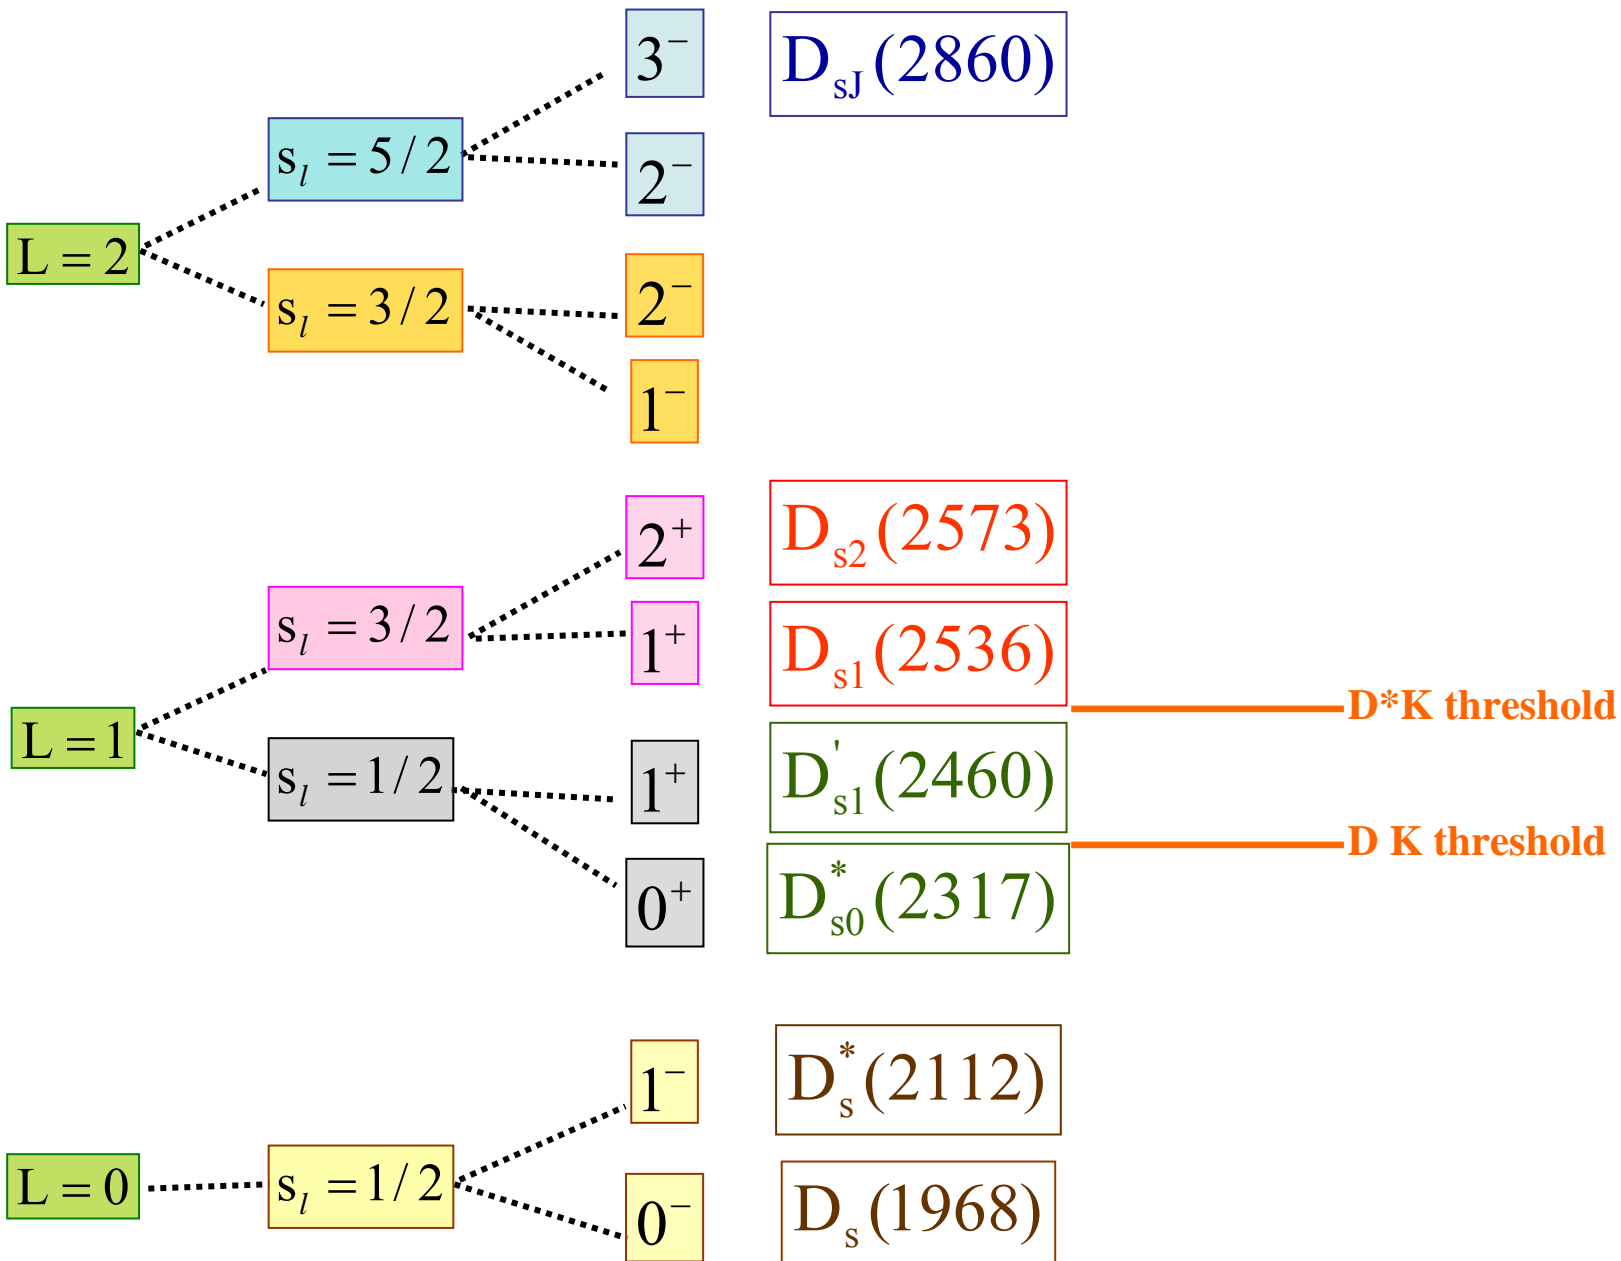 3⁻ D_sJ(2860)
s_l = 5/2
2⁻
L = 2
s_l = 3/2 2⁻
1⁻
2⁺ D_s2(2573)
s_l = 3/2 1⁺ D_s1(2536)
D*K threshold
L = 1
s_l = 1/2 1⁺ D'_s1(2460)
D K threshold
0⁺ D*_s0(2317)
1⁻ D*_s(2112)
L = 0 s_l = 1/2
0⁻ D_s(1968)